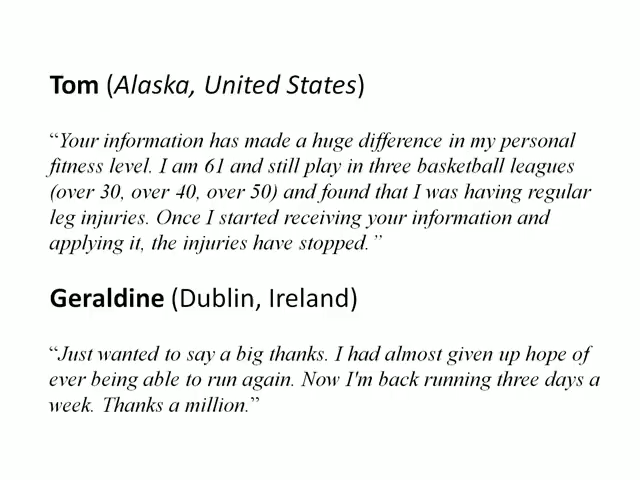 Tom (Alaska, United States)
“Your information has made a huge difference in my personal
fitness level. I am 61 and still play in three basketball leagues
(over 30, over 40, over 50) and found that I was having regular
leg injuries. Once I started receiving your information and
applying it, the injuries have stopped.”
Geraldine (Dublin, Ireland)
“Just wanted to say a big thanks. I had almost given up hope of
ever being able to run again. Now I'm back running three days a
week. Thanks a million.”